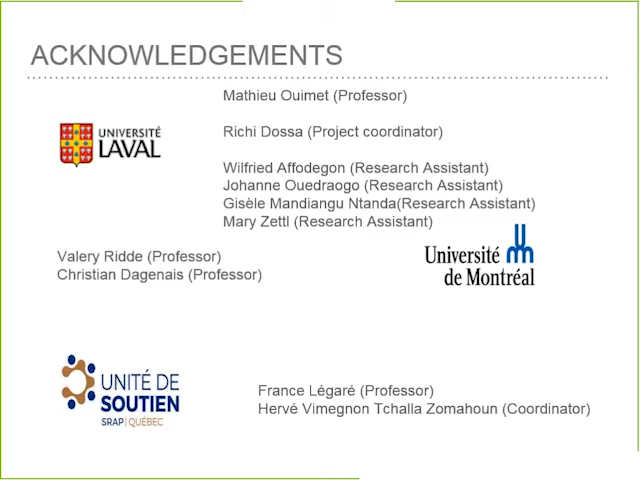 ACKNOWLEDGEMENTS
Mathieu Ouimet (Professor)
UNIVERSITÉ
LAVAL
Richi Dossa (Project coordinator)
Wilfried Affodegon (Research Assistant)
Johanne Ouedraogo (Research Assistant)
Gisèle Mandiangu Ntanda(Research Assistant)
Mary Zettl (Research Assistant)
Valery Ridde (Professor)
Christian Dagenais (Professor)
Université
de Montréal
UNITÉ DE
SOUTIEN
SRAP | QUÉBEC
France Légaré (Professor)
Hervé Vimegnon Tchalla Zomahoun (Coordinator)